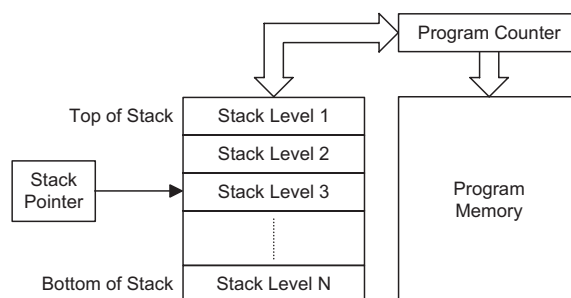 Program Counter
Top of Stack
Stack Level 1
Stack Level 2
Stack
Pointer
Stack Level 3
Program
Memory
Bottom of Stack
Stack Level N